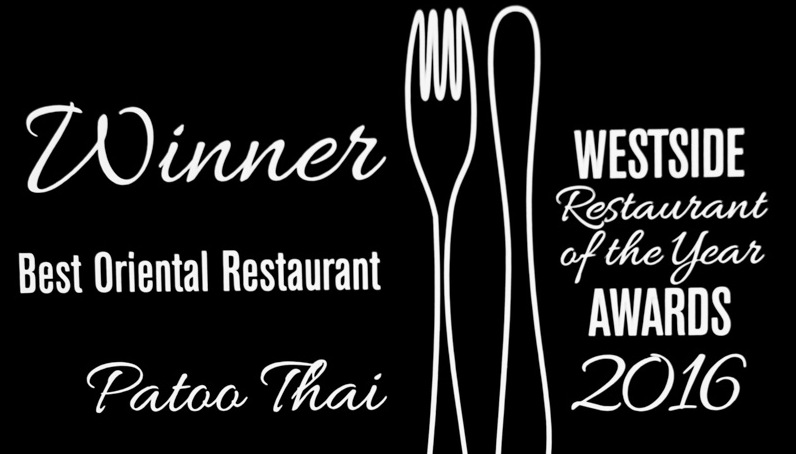 Winner
Best Oriental Restaurant
Patoo Thai
WESTSIDE
Restaurant
of the Year
AWARDS
2016